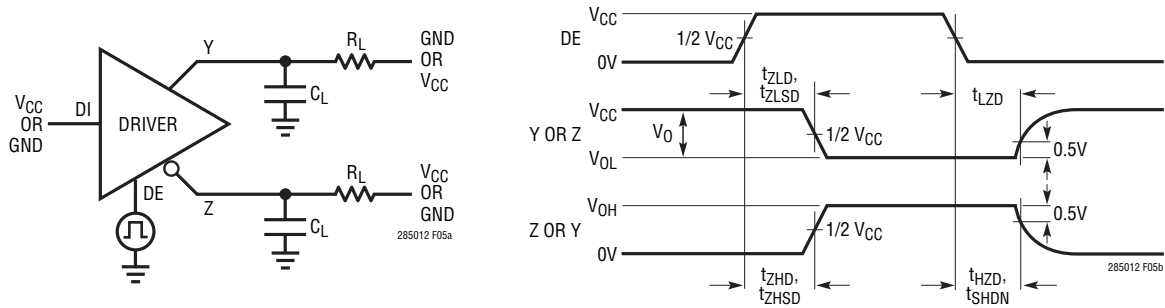 Y
RL
GND
OR
VCC
CL
VCC
OR
GND
DI
DRIVER
DE
Z
RL
VCC
OR
GND
CL
285012 F05a
DE
VCC
0V
1/2 VCC
tZLD,
tZLSD
tLZD
Y OR Z
VCC
VOL
VO
1/2 VCC
0.5V
Z OR Y
VOH
0V
1/2 VCC
0.5V
tZHD,
tZHSD
tHZD,
tSHDN
285012 F05b